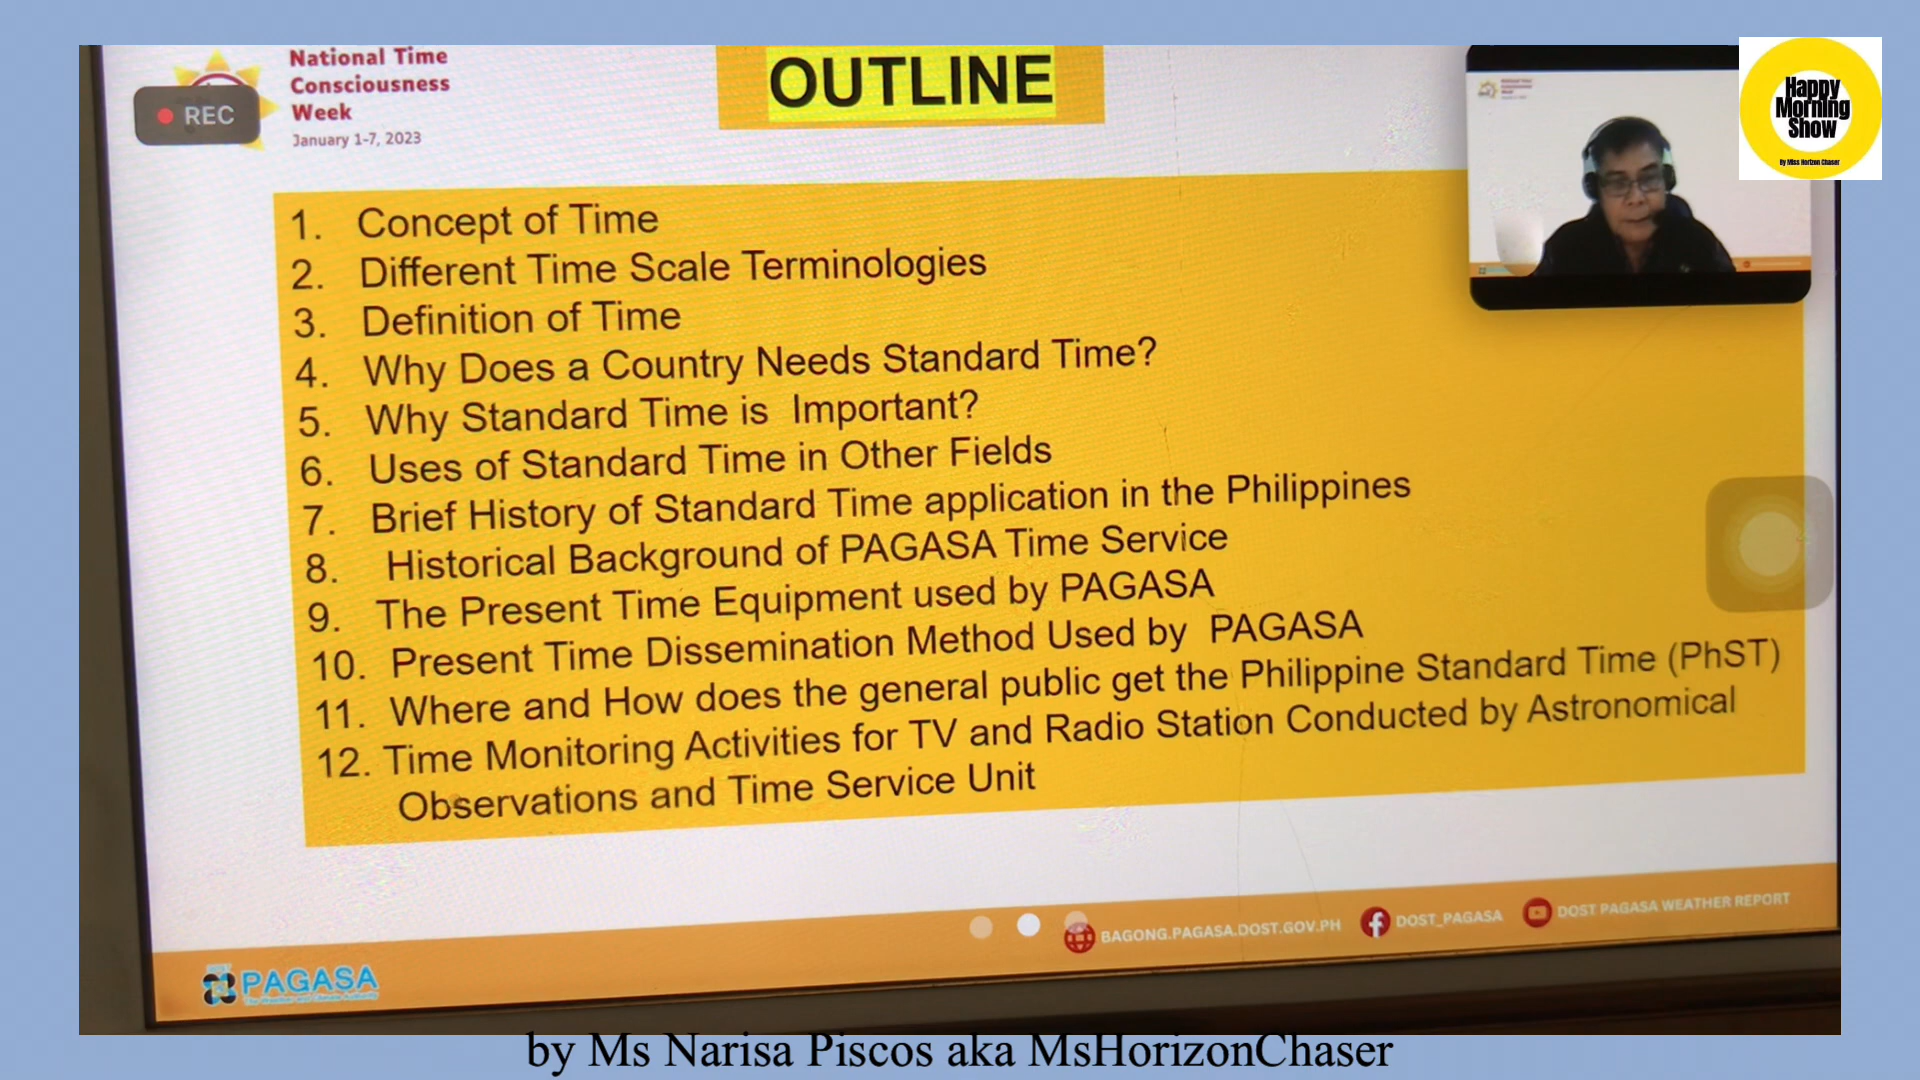 National Time
Consciousness
Week
January 1-7, 2023
REC
OUTLINE
Happy
Morning
Show
By Miss Horizon Chaser
1. Concept of Time
2. Different Time Scale Terminologies
3. Definition of Time
4. Why Does a Country Needs Standard Time?
5. Why Standard Time is Important?
6. Uses of Standard Time in Other Fields
7. Brief History of Standard Time application in the Philippines
8. Historical Background of PAGASA Time Service
9. The Present Time Equipment used by PAGASA
10. Present Time Dissemination Method Used by PAGASA
11. Where and How does the general public get the Philippine Standard Time (PhST)
12. Time Monitoring Activities for TV and Radio Station Conducted by Astronomical
Observations and Time Service Unit
BAGONG.PAGASA.DOST.GOV.PH DOST_PAGASA DOST PAGASA WEATHER REPORT
PAGASA
by Ms Narisa Piscos aka MsHorizonChaser